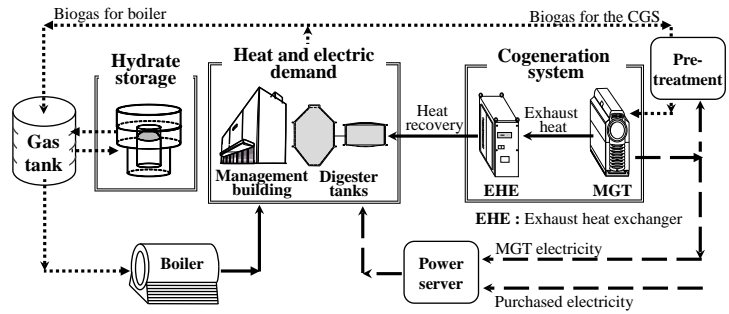 Biogas for boiler
Biogas for the CGS
Hydrate
storage
Heat and electric
demand
Cogeneration
system
Pre-
treatment
Gas
tank
Heat
recovery
Exhaust
heat
Management
building
Digester
tanks
EHE
MGT
EHE : Exhaust heat exchanger
Boiler
Power
server
MGT electricity
Purchased electricity